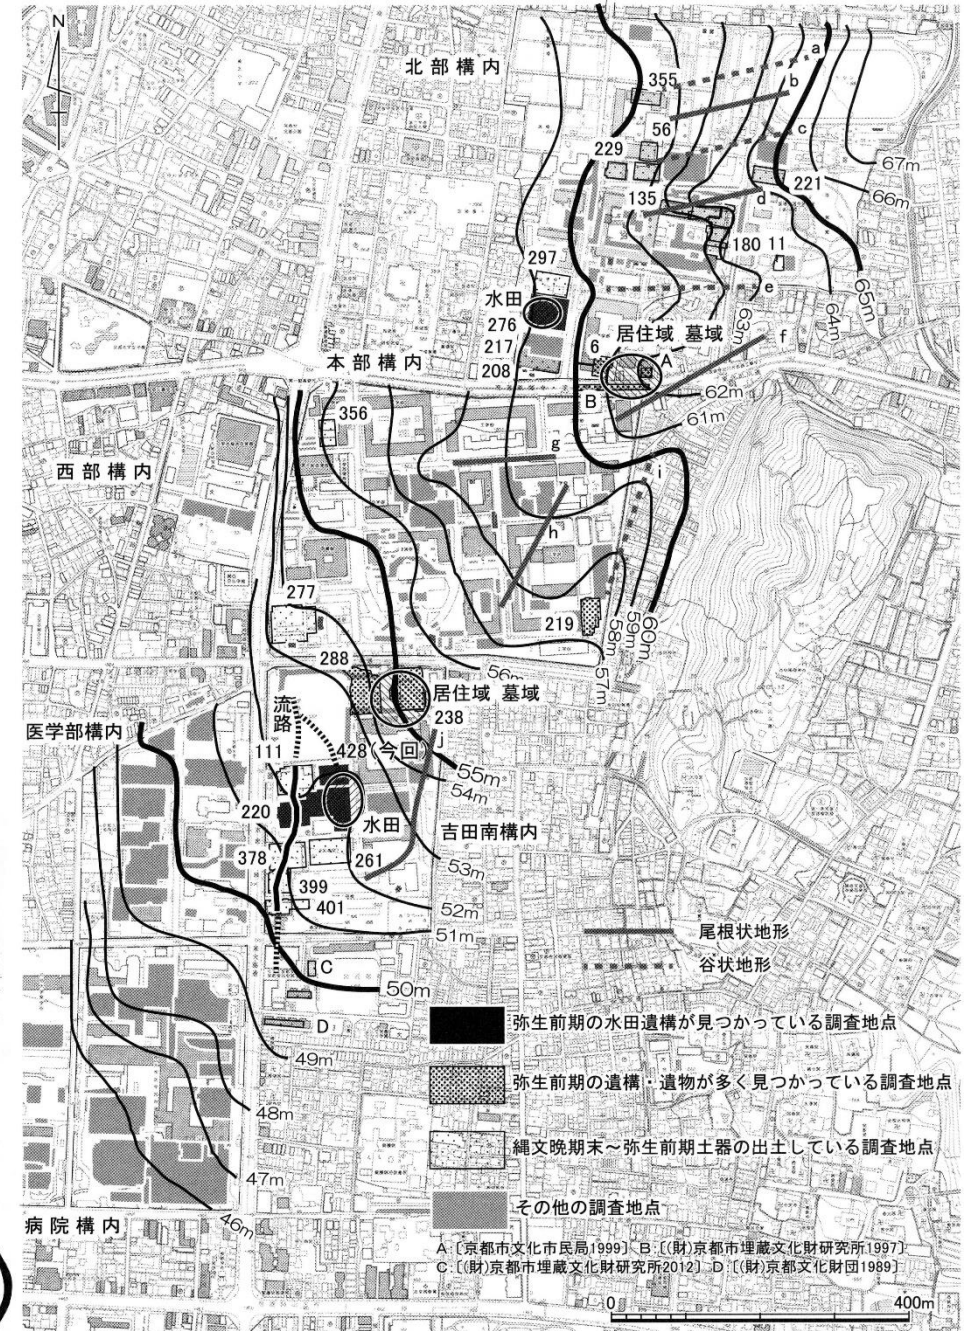 N
北部構内
355
a
b
56
c
229
67m
221
66m
135
d
180 11
297
e
65m
64m
63m
水田
276
居住域 墓域
f
6
A
217
本部構内
208
B
62m
61m
356
g
i
西部構内
h
277
219
60m
59m
58m
57m
56m
288
居住域 墓域
流路
238
医学部構内
111
428(今回)
55m
54m
220
水田
吉田南構内
378
261
53m
399
401
52m
51m
尾根状地形
谷状地形
C
50m
D
弥生前期の水田遺構が見つかっている調査地点
49m
弥生前期の遺構・遺物が多く見つかっている調査地点
48m
縄文晩期末~弥生前期土器の出土している調査地点
47m
その他の調査地点
46m
病院構内
A:〔京都市文化市民局1999〕 B:〔(財)京都市埋蔵文化財研究所1997〕
C:〔(財)京都市埋蔵文化財研究所2012〕 D:〔(財)京都文化財団1989〕
0 400m